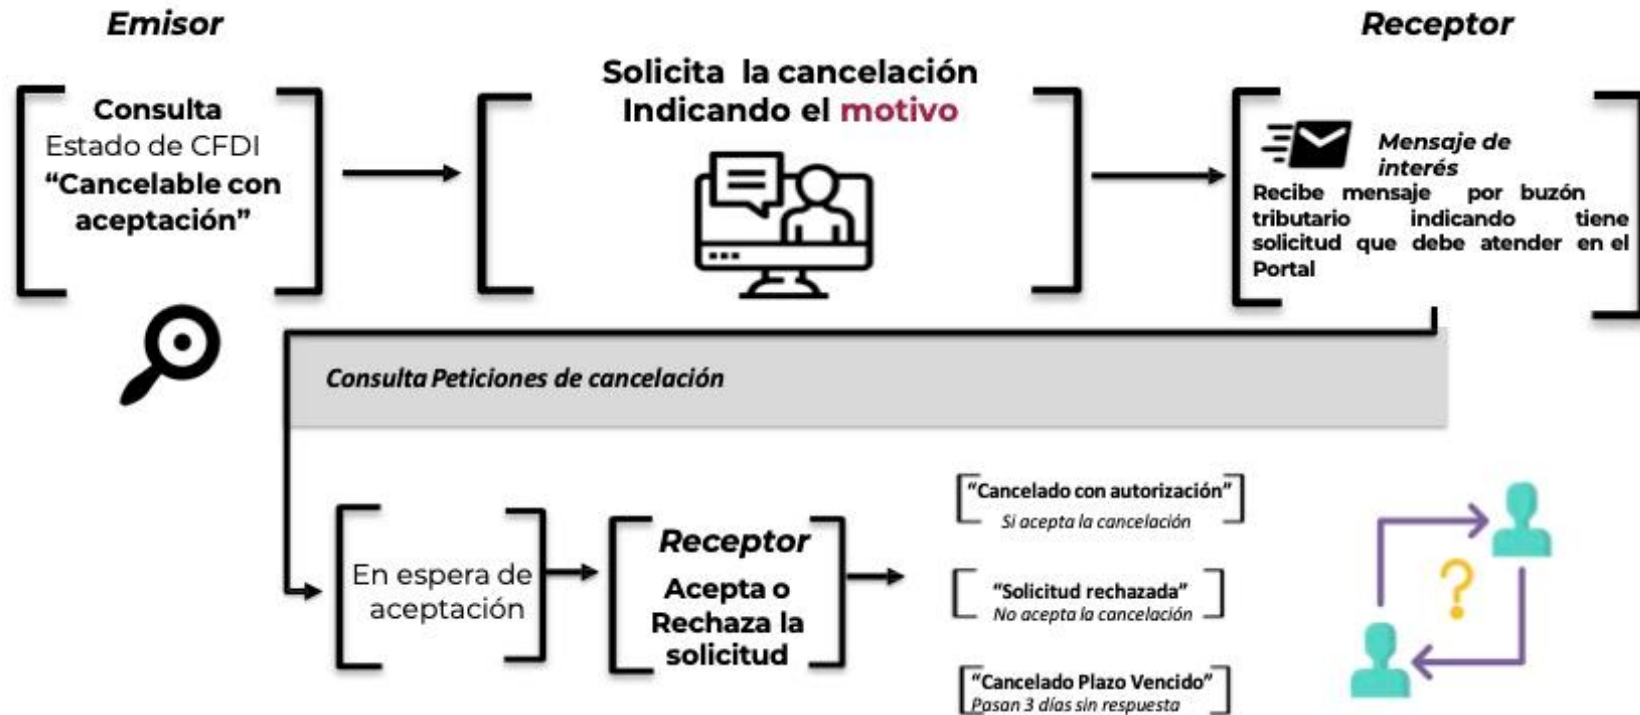 Emisor
Receptor
Consulta
Estado de CFDI
“Cancelable con
aceptación”
Solicita la cancelación
Indicando el motivo
Mensaje de
interés
Recibe mensaje por buzón
tributario indicando tiene
solicitud que debe atender en el
Portal
Consulta Peticiones de cancelación
En espera de
aceptación
Receptor
Acepta o
Rechaza la
solicitud
“Cancelado con autorización”
Si acepta la cancelación
“Solicitud rechazada”
No acepta la cancelación
“Cancelado Plazo Vencido”
Pasan 3 días sin respuesta
?